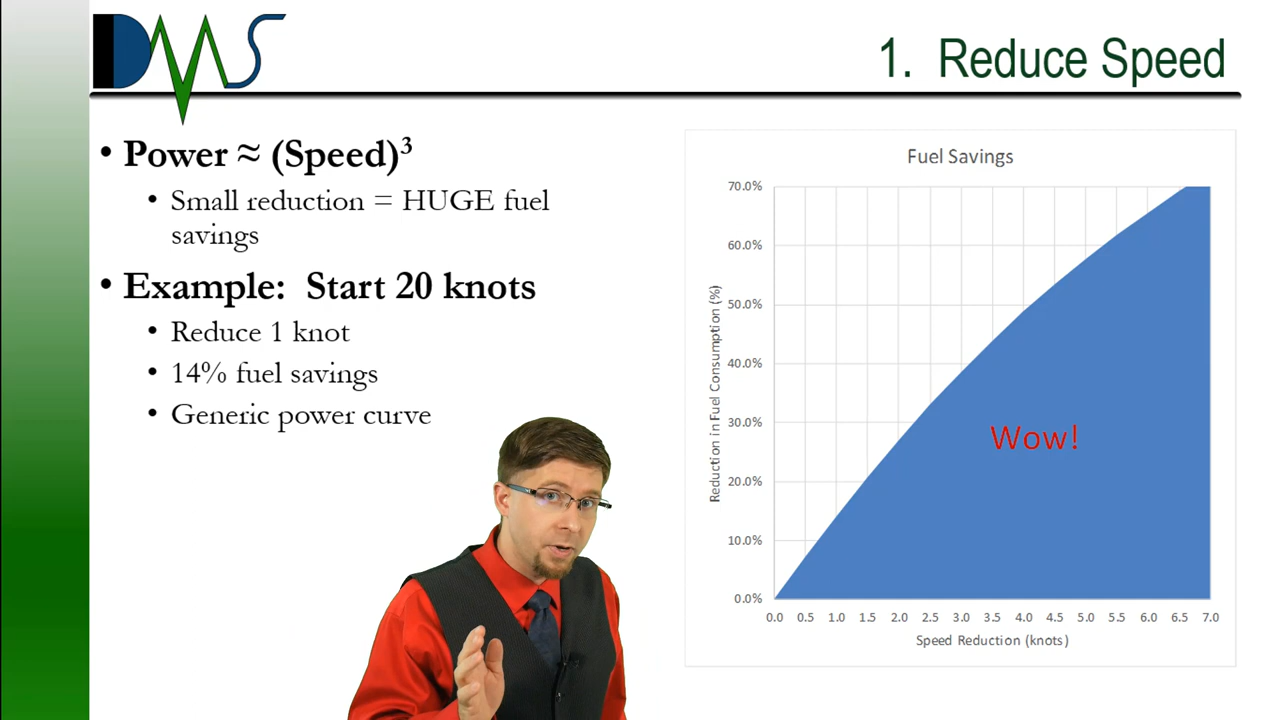 DMS
1. Reduce Speed
• Power ≈ (Speed)³
• Small reduction = HUGE fuel
savings
• Example: Start 20 knots
• Reduce 1 knot
• 14% fuel savings
• Generic power curve
Fuel Savings
Reduction in Fuel Consumption (%)
70.0%
60.0%
50.0%
40.0%
30.0%
20.0%
10.0%
0.0%
Wow!
0.0 0.5 1.0 1.5 2.0 2.5 3.0 3.5 4.0 4.5 5.0 5.5 6.0 6.5 7.0
Speed Reduction (knots)